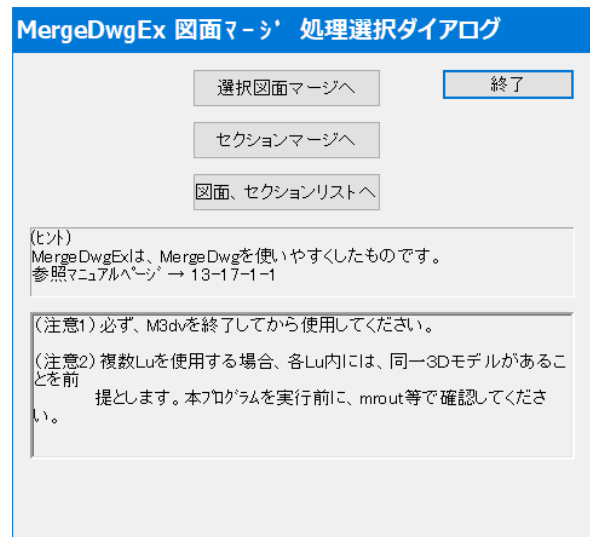 MergeDwgEx 図面ﾏｰｼﾞ 処理選択ダイアログ
選択図面マージへ
終了
セクションマージへ
図面、セクションリストへ
(ﾋﾝﾄ)
MergeDwgExは、MergeDwgを使いやすくしたものです。
参照ﾏﾆｭｱﾙﾍﾟｰｼﾞ → 13-17-1-1
(注意1) 必ず、M3dvを終了してから使用してください。
(注意2) 複数Luを使用する場合、各Lu内には、同一3Dモデルがあるこ
とを前
提とします。本ﾌﾟﾛｸﾞﾗﾑを実行前に、mrout等で確認してくださ
い。